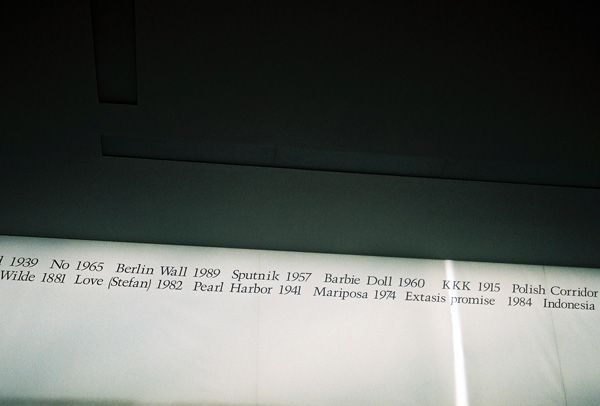 1939 No 1965 Berlin Wall 1989 Sputnik 1957 Barbie Doll 1960 KKK 1915 Polish Corridor
Wilde 1881 Love (Stefan) 1982 Pearl Harbor 1941 Mariposa 1974 Extasis promise 1984 Indonesia